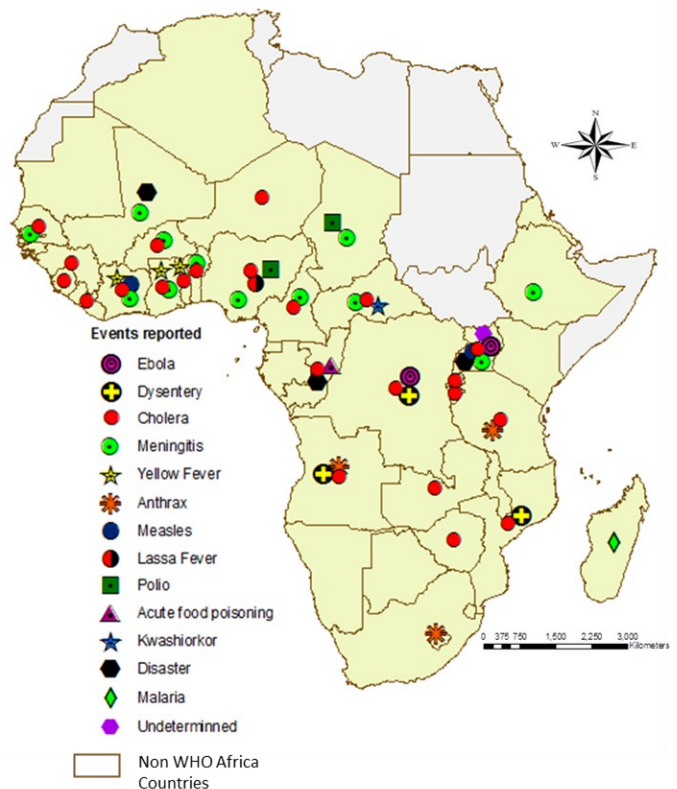 N
W E
S
Events reported
Ebola
Dysentery
Cholera
Meningitis
Yellow Fever
Anthrax
Measles
Lassa Fever
Polio
Acute food poisoning
Kwashiorkor
Disaster
Malaria
Undeterminned
0 375 750 1,500 2,250 3,000
Kilometers
Non WHO Africa
Countries